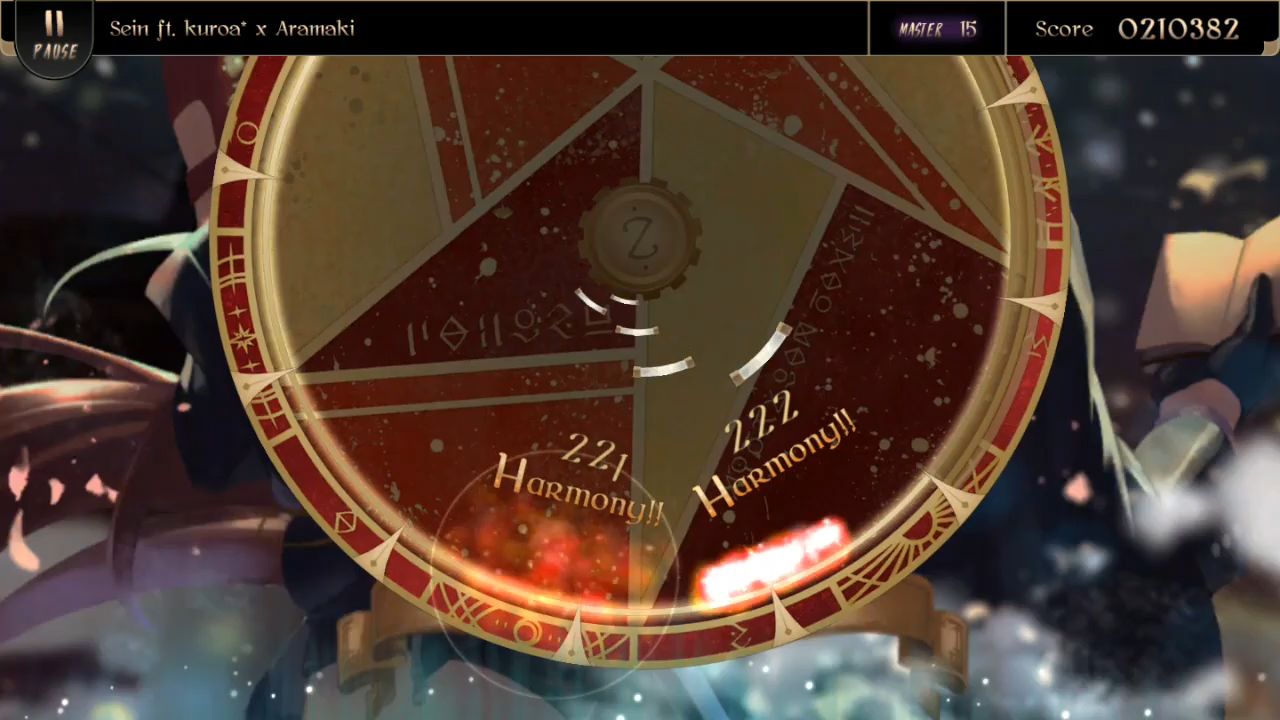 PAUSE
Sein ft. kuroa* x Aramaki
MASTER 15
Score 0210382
221
Harmony!!
222
Harmony!!